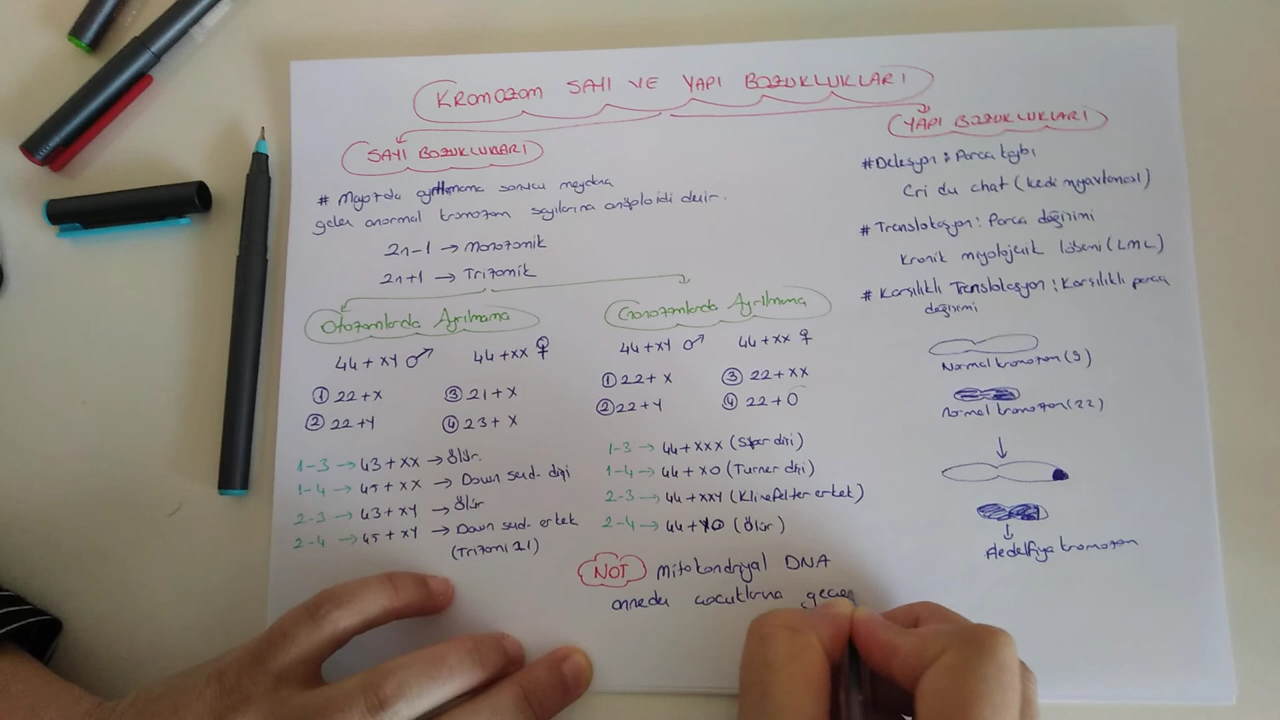 KROMOZOM SAYI VE YAPI BOZUKLUKLARI
SAYI BOZUKLUKLARI
# Mayozda ayrılmama sonucu meydana
gelen anormal kromozom sayılarına anöploidi denir.
2n-1 → Monozomik
2n+1 → Trizomik
Otozomlarda Ayrılmama
44+XY ♂ 44+XX ♀
① 22+X ③ 21+X
② 22+Y ④ 23+X
1-3 → 43+XX → Ölür.
1-4 → 45+XX → Down send. dişi
2-3 → 43+XY → Ölür
2-4 → 45+XY → Down send. erkek
(Trizomi 21)
Gonozomlarda Ayrılmama
44+XY ♂ 44+XX ♀
① 22+X ③ 22+XX
② 22+Y ④ 22+O
1-3 → 44+XXX (Süper dişi)
1-4 → 44+XO (Turner dişi)
2-3 → 44+XXY (Klinefelter erkek)
2-4 → 44+YO (Ölür)
NOT mitokondriyal DNA
anneden çocuklarına geçer
YAPI BOZUKLUKLARI
# Delesyon : Parça kaybı
Cri du chat (kedi miyavlaması)
# Translokasyon : Parça değişimi
Kronik miyolojik lösemi (LML)
# Karşılıklı Translokasyon : Karşılıklı parça
değişimi
Normal kromozom (9)
Normal kromozom (22)
↓
↓
fledelfiya kromozom